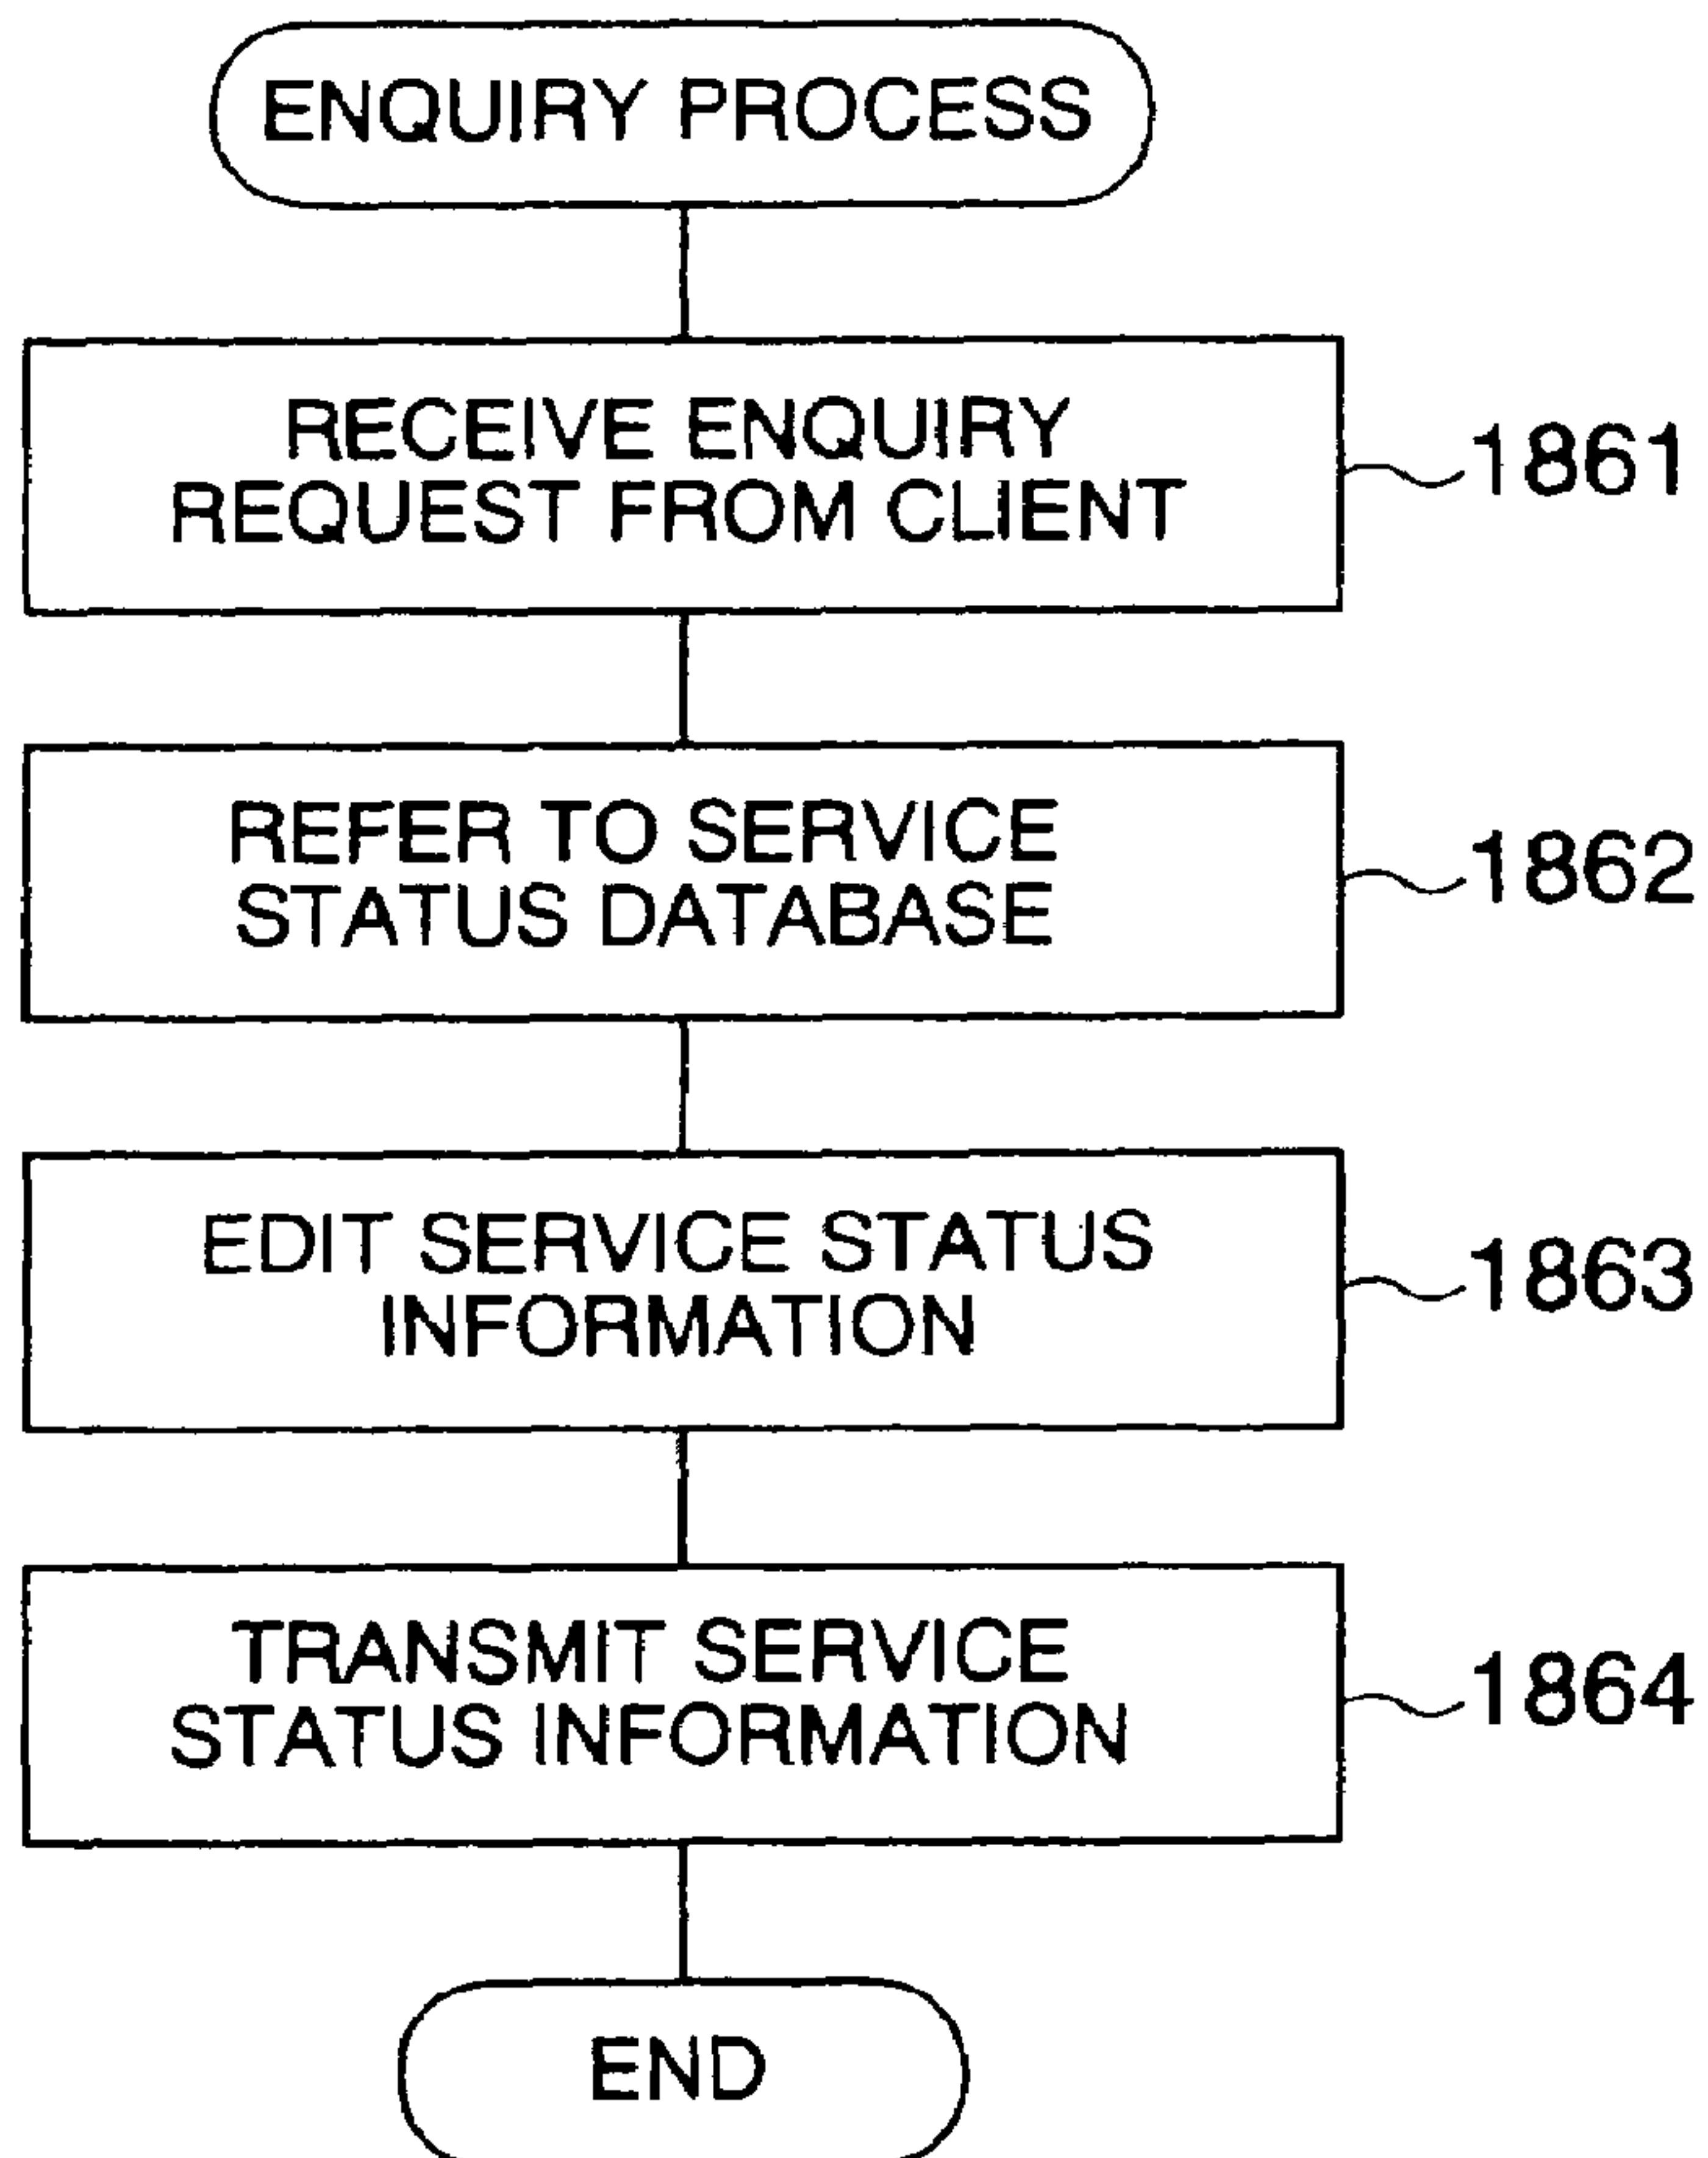 ENQUIRY PROCESS
RECEIVE ENQUIRY
REQUEST FROM CLIENT
1861
REFER TO SERVICE
STATUS DATABASE
1862
EDIT SERVICE STATUS
INFORMATION
1863
TRANSMIT SERVICE
STATUS INFORMATION
1864
END